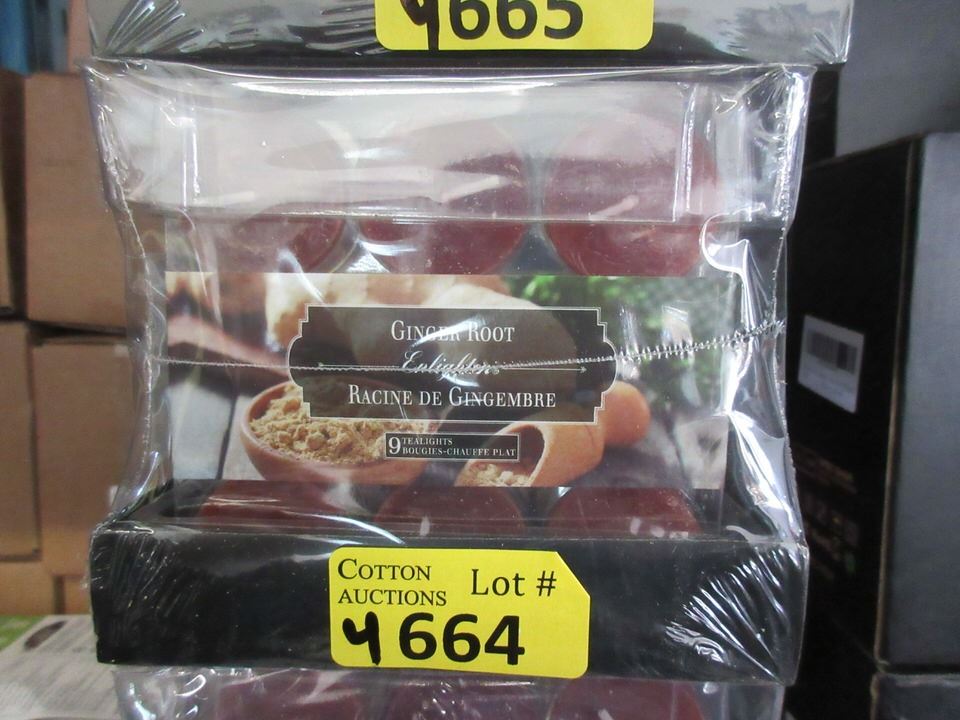 4665
GINGER ROOT
Enlighten
RACINE DE GINGEMBRE
9 TEALIGHTS
BOUGIES-CHAUFFE PLAT
COTTON
AUCTIONS
Lot #
4664